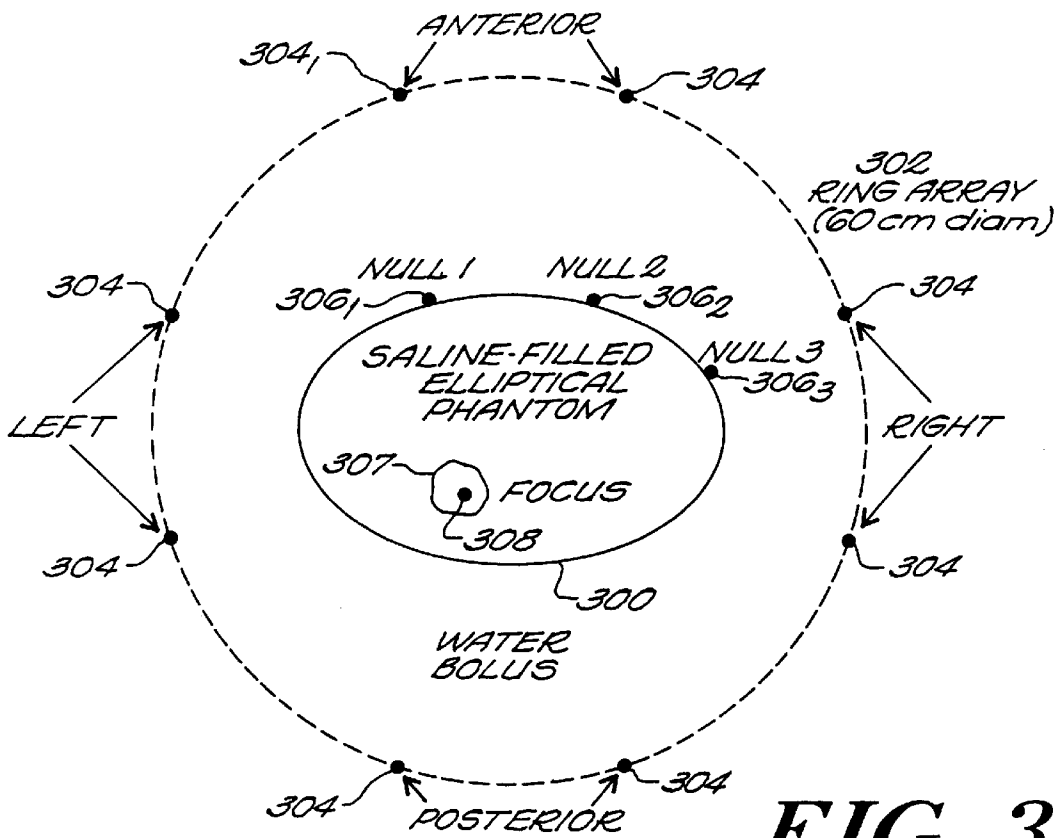 ANTERIOR
304₁
304
302
RING ARRAY
(60 cm diam)
NULL 1
NULL 2
304
306₁
306₂
304
SALINE-FILLED
ELLIPTICAL
PHANTOM
NULL 3
306₃
LEFT
RIGHT
307
FOCUS
308
304
304
300
WATER
BOLUS
304
304
POSTERIOR
FIG. 3